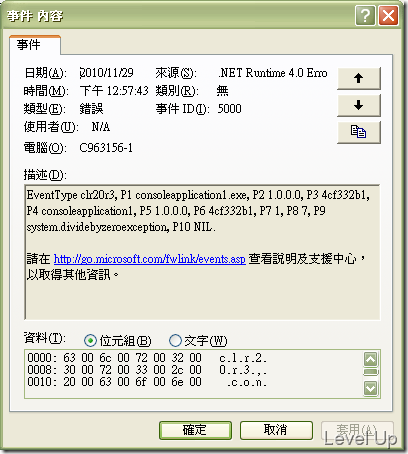 事件 內容
事件
日期(A): 2010/11/29 來源(S): .NET Runtime 4.0 Erro
時間(M): 下午 12:57:43 類別(R): 無
類型(E): 錯誤 事件 ID(I): 5000
使用者(U): N/A
電腦(O): C963156-1
描述(D):
EventType clr20r3, P1 consoleapplication1.exe, P2 1.0.0.0, P3 4cf332b1,
P4 consoleapplication1, P5 1.0.0.0, P6 4cf332b1, P7 1, P8 7, P9
system.dividebyzeroexception, P10 NIL.
請在 http://go.microsoft.com/fwlink/events.asp 查看說明及支援中心，
以取得其他資訊。
資料(T): 位元組(B) 文字(W)
0000: 63 00 6c 00 72 00 32 00 c.l.r.2.
0008: 30 00 72 00 33 00 2c 00 0.r.3.,.
0010: 20 00 63 00 6f 00 6e 00 .c.o.n.
確定 取消 套用(A)
Level Up